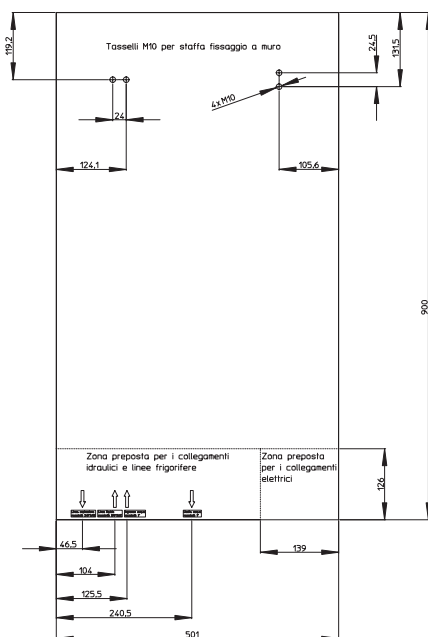 119,2
Tasselli M10 per staffa fissaggio a muro
24,5
131,5
24
4xM10
124,1
105,6
900
Zona preposta per i collegamenti
idraulici e linee frigorifere
Zona preposta
per i collegamenti
elettrici
126
46,5
139
104
125,5
240,5
501